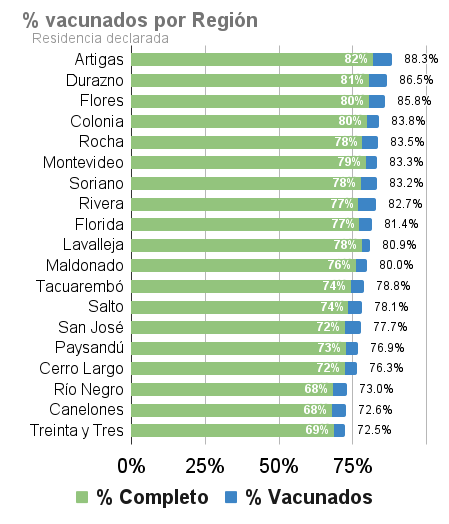 % vacunados por Región
Residencia declarada
Artigas 82% 88.3%
Durazno 81% 86.5%
Flores 80% 85.8%
Colonia 80% 83.8%
Rocha 78% 83.5%
Montevideo 79% 83.3%
Soriano 78% 83.2%
Rivera 77% 82.7%
Florida 77% 81.4%
Lavalleja 78% 80.9%
Maldonado 76% 80.0%
Tacuarembó 74% 78.8%
Salto 74% 78.1%
San José 72% 77.7%
Paysandú 73% 76.9%
Cerro Largo 72% 76.3%
Río Negro 68% 73.0%
Canelones 68% 72.6%
Treinta y Tres 69% 72.5%
0% 25% 50% 75%
% Completo % Vacunados